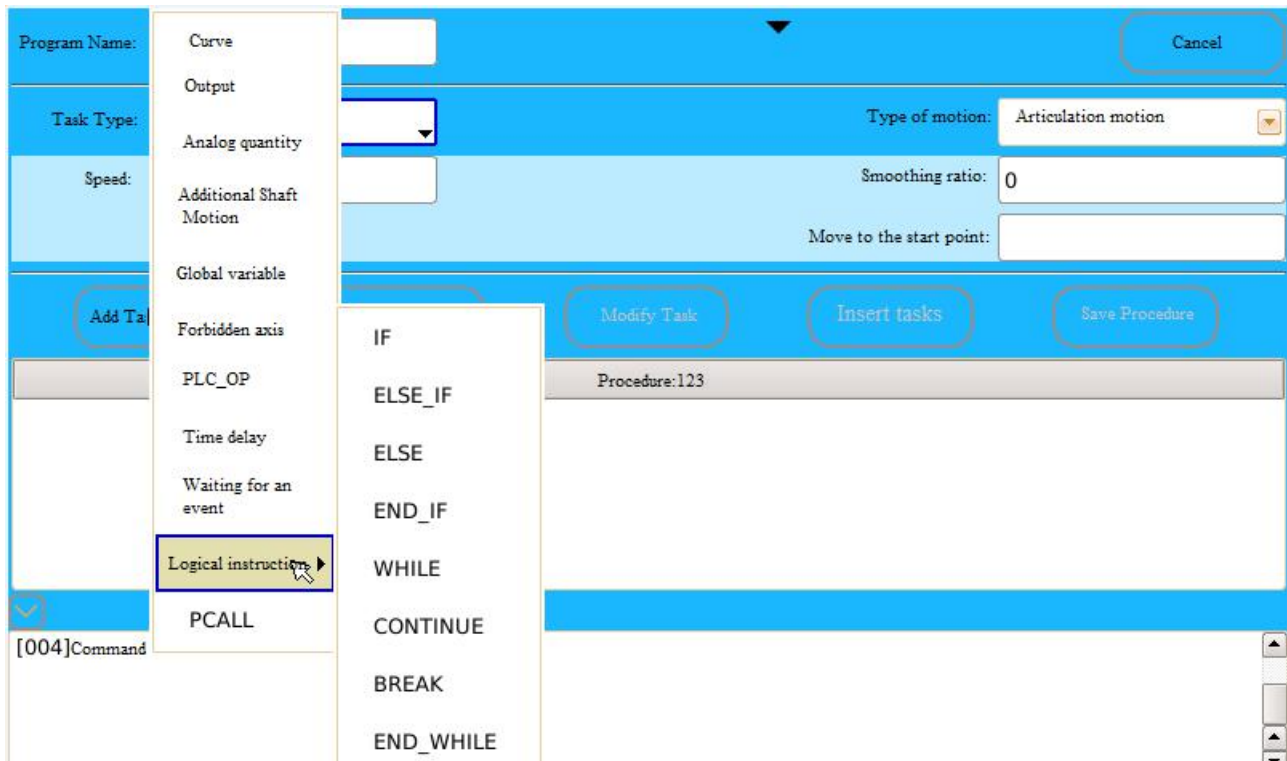 Program Name:
Curve
Cancel
Output
Task Type:
Analog quantity
Type of motion:
Articulation motion
Speed:
Additional Shaft
Motion
Smoothing ratio:
0
Move to the start point:
Global variable
Add Ta
Forbidden axis
Modify Task
Insert tasks
Save Procedure
IF
PLC_OP
Procedure:123
ELSE_IF
Time delay
ELSE
Waiting for an
event
END_IF
Logical instruction
WHILE
PCALL
CONTINUE
[004]Command
BREAK
END_WHILE